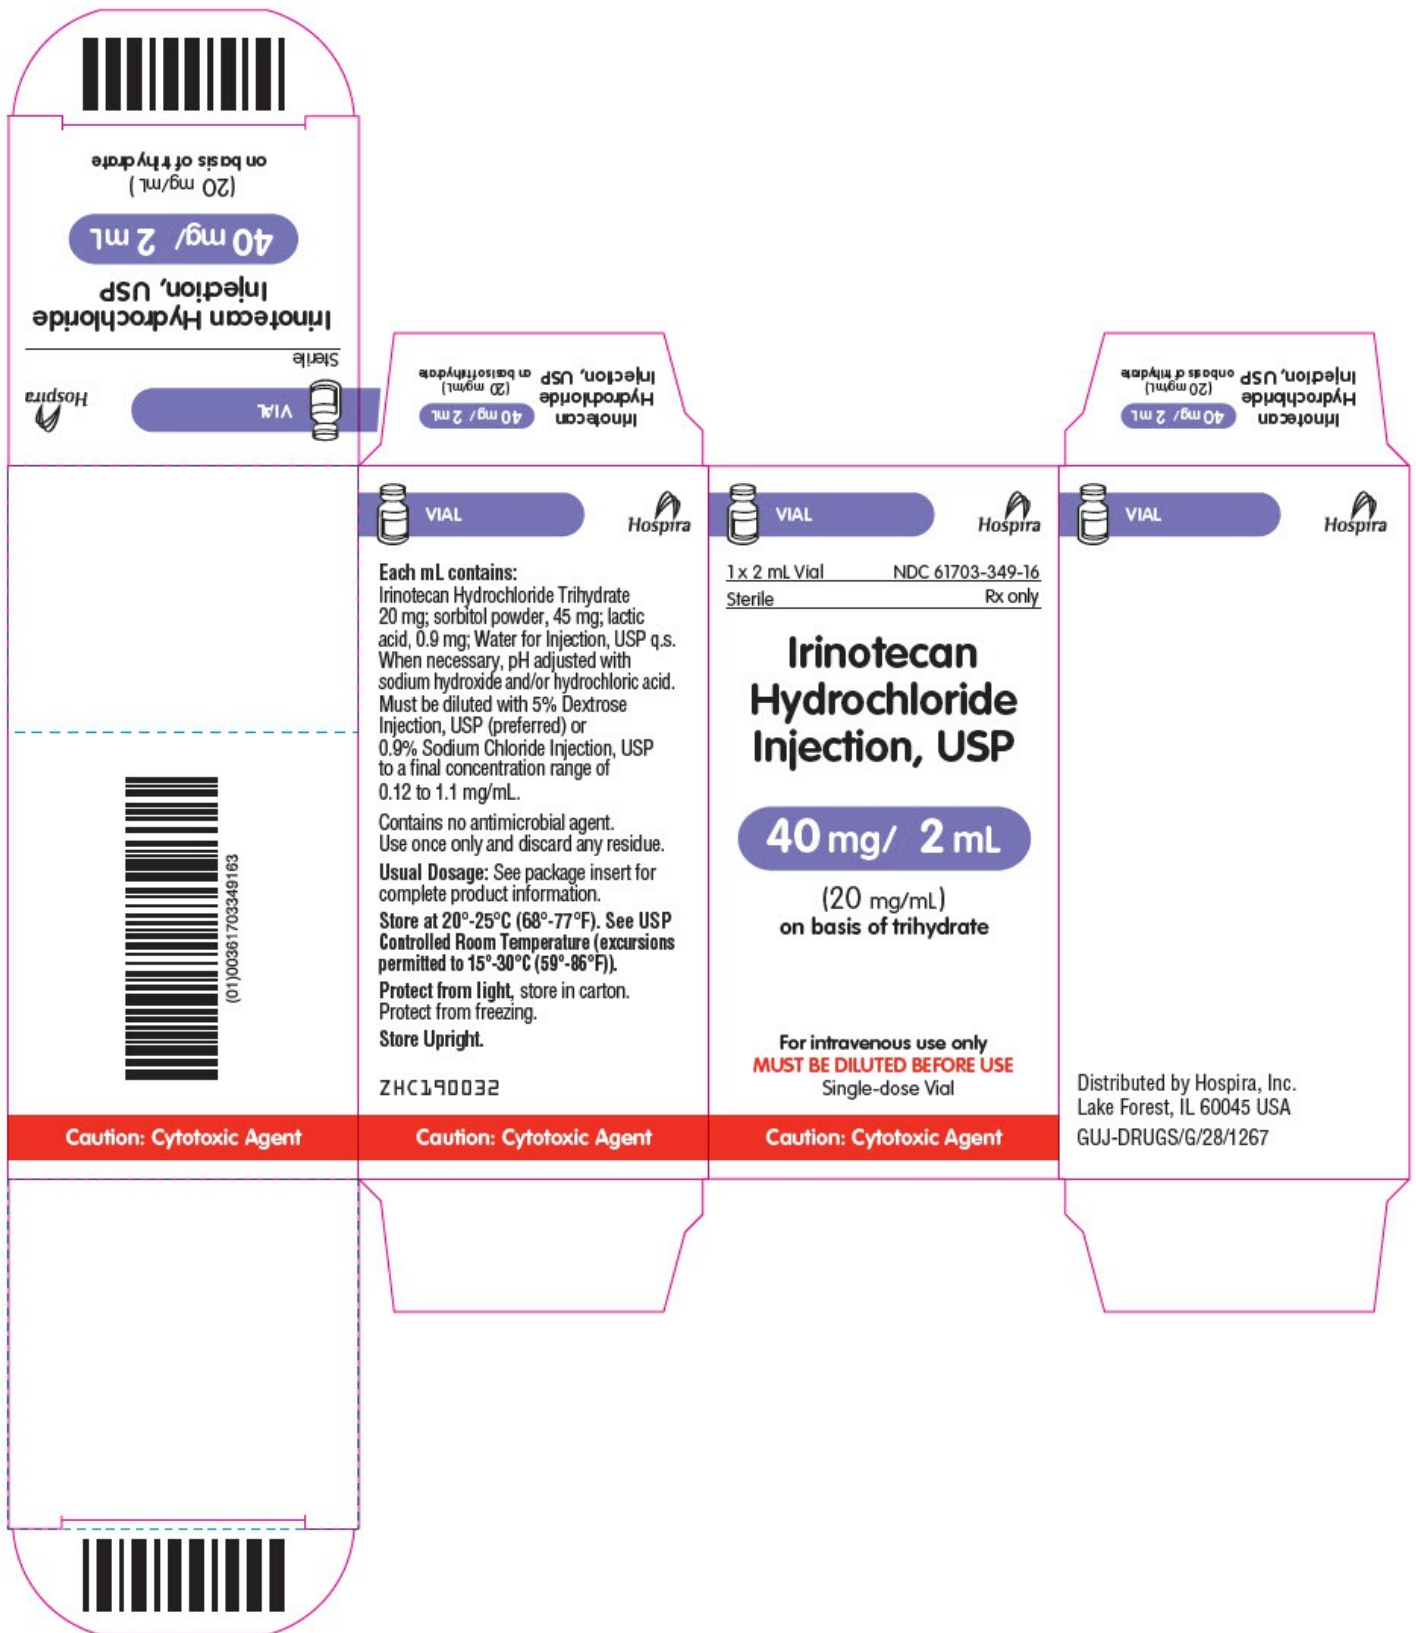 on basis of trihydrate
(20 mg/mL)
40 mg/ 2 mL
Injection, USP
Irinotecan Hydrochloride
Sterile
Hospira
VIAL
Irinotecan
Hydrochloride
Injection, USP
40 mg/ 2 mL
(20 mg/mL)
on basis of trihydrate
Irinotecan
Hydrochloride
Injection, USP
40 mg/ 2 mL
(20 mg/mL)
on basis of trihydrate
(01)00361703349163
Caution: Cytotoxic Agent
VIAL
Hospira
Each mL contains:
Irinotecan Hydrochloride Trihydrate
20 mg; sorbitol powder, 45 mg; lactic
acid, 0.9 mg; Water for Injection, USP q.s.
When necessary, pH adjusted with
sodium hydroxide and/or hydrochloric acid.
Must be diluted with 5% Dextrose
Injection, USP (preferred) or
0.9% Sodium Chloride Injection, USP
to a final concentration range of
0.12 to 1.1 mg/mL.
Contains no antimicrobial agent.
Use once only and discard any residue.
Usual Dosage: See package insert for
complete product information.
Store at 20°-25°C (68°-77°F). See USP
Controlled Room Temperature (excursions
permitted to 15°-30°C (59°-86°F)).
Protect from light, store in carton.
Protect from freezing.
Store Upright.
ZHC190032
Caution: Cytotoxic Agent
VIAL
Hospira
1 x 2 mL Vial NDC 61703-349-16
Sterile Rx only
Irinotecan
Hydrochloride
Injection, USP
40 mg/ 2 mL
(20 mg/mL)
on basis of trihydrate
For intravenous use only
MUST BE DILUTED BEFORE USE
Single-dose Vial
Caution: Cytotoxic Agent
VIAL
Hospira
Distributed by Hospira, Inc.
Lake Forest, IL 60045 USA
GUJ-DRUGS/G/28/1267